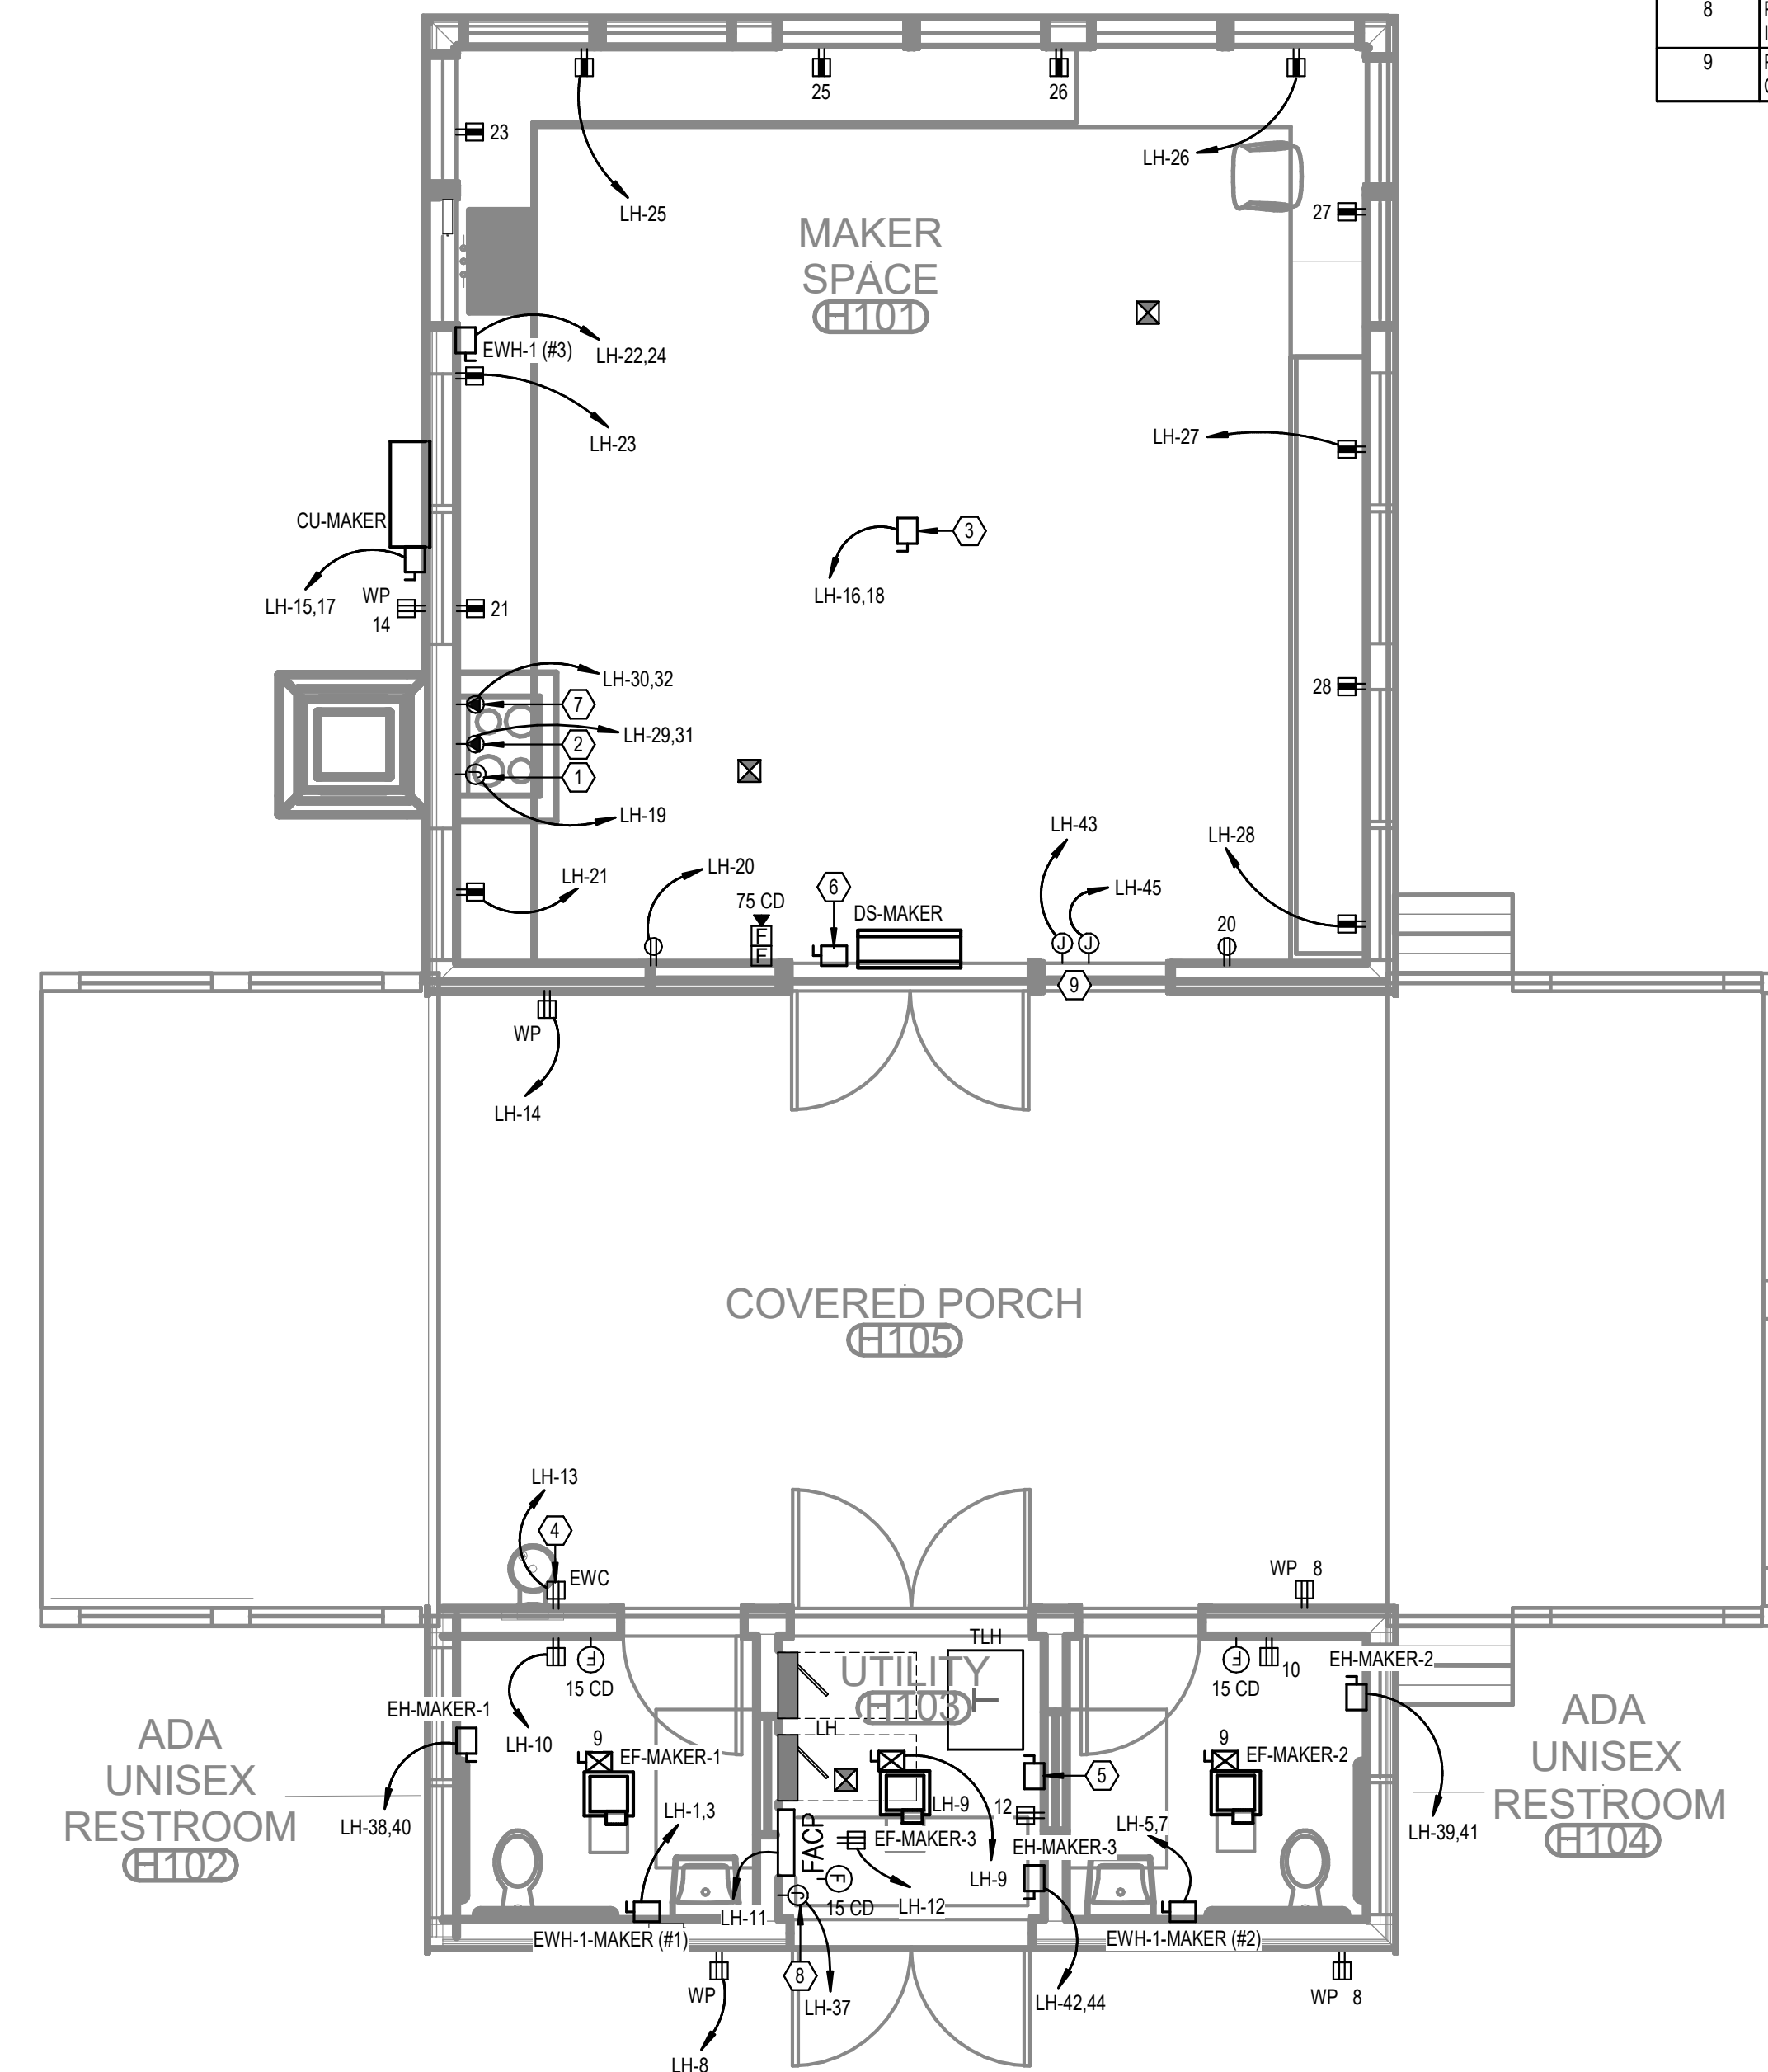 8
9
25
26
23
LH-26
LH-25
27
MAKER
SPACE
H101
EWH-1 (#3)
LH-22,24
LH-23
LH-27
CU-MAKER
3
LH-15,17
WP
14
21
LH-16,18
LH-30,32
7
28
LH-29,31
2
1
LH-19
LH-43
LH-28
LH-20
LH-21
6
LH-45
75 CD
DS-MAKER
20
F
F
J
J
9
WP
LH-14
COVERED PORCH
H105
LH-13
4
EWC
WP 8
TLH
F
15 CD
UTILITY
H103
T
F
15 CD
10
EH-MAKER-2
EH-MAKER-1
LH
LH-10
ADA
UNISEX
RESTROOM
H102
ADA
UNISEX
RESTROOM
H104
9
EF-MAKER-1
9
EF-MAKER-2
5
LH-38,40
LH-1,3
LH-9
12
LH-5,7
LH-39,41
FACP
EF-MAKER-3
EH-MAKER-3
LH-9
F
15 CD
J
LH-12
LH-11
EWH-1-MAKER (#1)
EWH-1-MAKER (#2)
8
WP
LH-37
LH-42,44
WP 8
LH-8